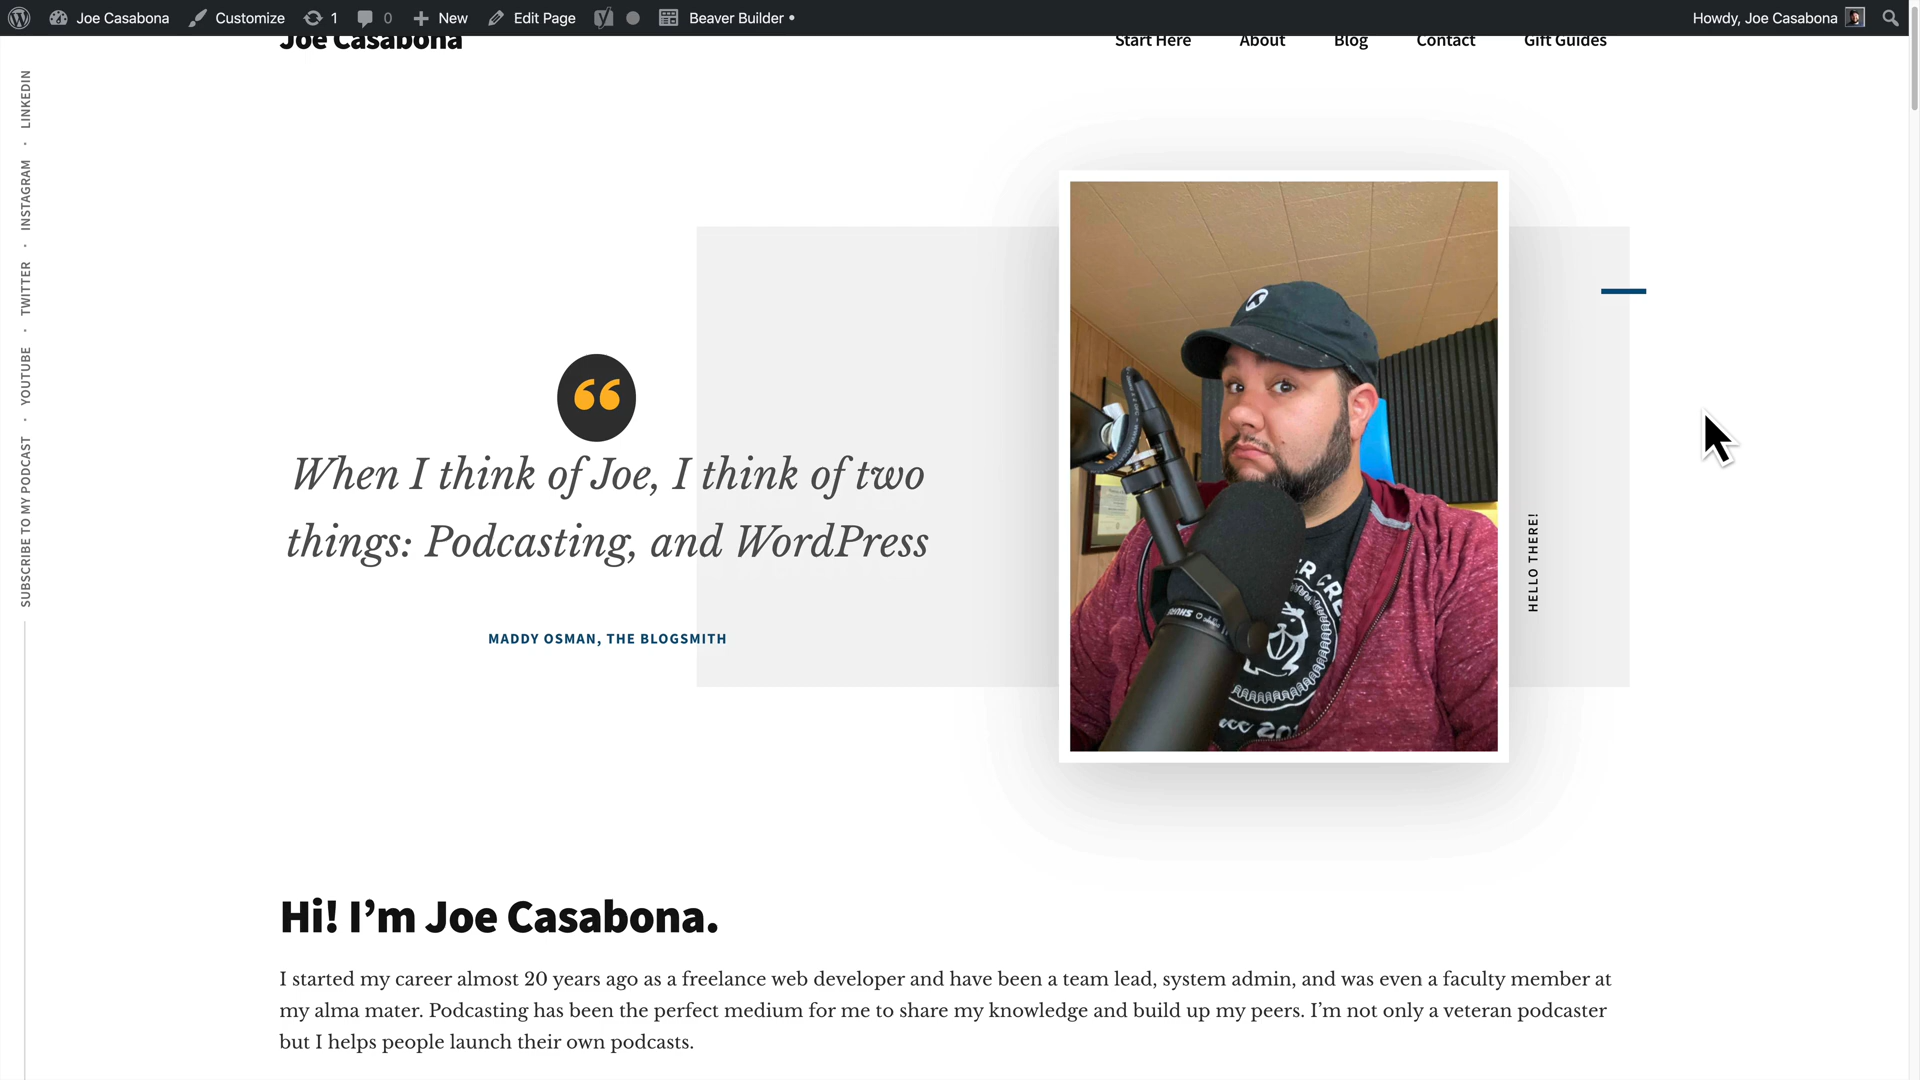 Joe Casabona
Customize
1
0
New
Edit Page
Beaver Builder •
Howdy, Joe Casabona
Joe Casabona
Start Here
About
Blog
Contact
Gift Guides
SUBSCRIBE TO MY PODCAST · YOUTUBE · TWITTER · INSTAGRAM · LINKEDIN
When I think of Joe, I think of two
things: Podcasting, and WordPress
MADDY OSMAN, THE BLOGSMITH
SHURE
HELLO THERE!
Hi! I’m Joe Casabona.
I started my career almost 20 years ago as a freelance web developer and have been a team lead, system admin, and was even a faculty member at
my alma mater. Podcasting has been the perfect medium for me to share my knowledge and build up my peers. I’m not only a veteran podcaster
but I helps people launch their own podcasts.